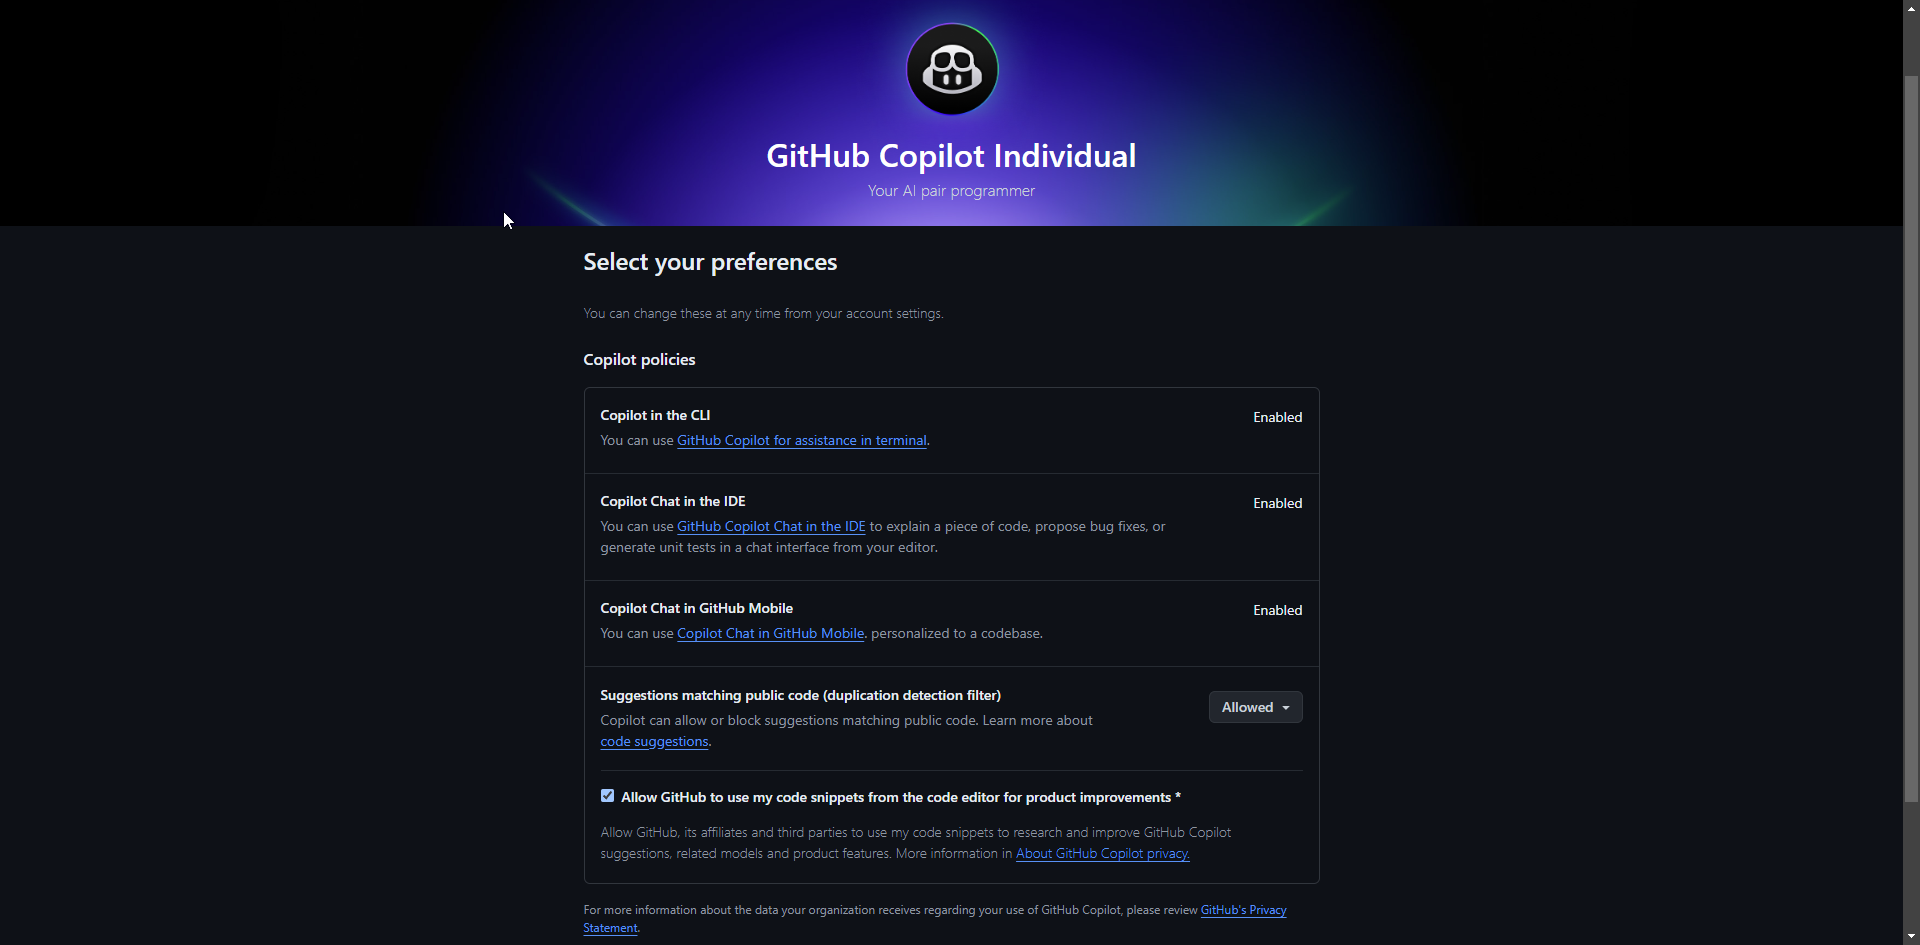 GitHub Copilot Individual
Your AI pair programmer
Select your preferences
You can change these at any time from your account settings.
Copilot policies
Copilot in the CLI
Enabled
You can use GitHub Copilot for assistance in terminal.
Copilot Chat in the IDE
Enabled
You can use GitHub Copilot Chat in the IDE to explain a piece of code, propose bug fixes, or
generate unit tests in a chat interface from your editor.
Copilot Chat in GitHub Mobile
Enabled
You can use Copilot Chat in GitHub Mobile. personalized to a codebase.
Suggestions matching public code (duplication detection filter)
Allowed
Copilot can allow or block suggestions matching public code. Learn more about
code suggestions.
Allow GitHub to use my code snippets from the code editor for product improvements *
Allow GitHub, its affiliates and third parties to use my code snippets to research and improve GitHub Copilot
suggestions, related models and product features. More information in About GitHub Copilot privacy.
For more information about the data your organization receives regarding your use of GitHub Copilot, please review GitHub's Privacy
Statement.